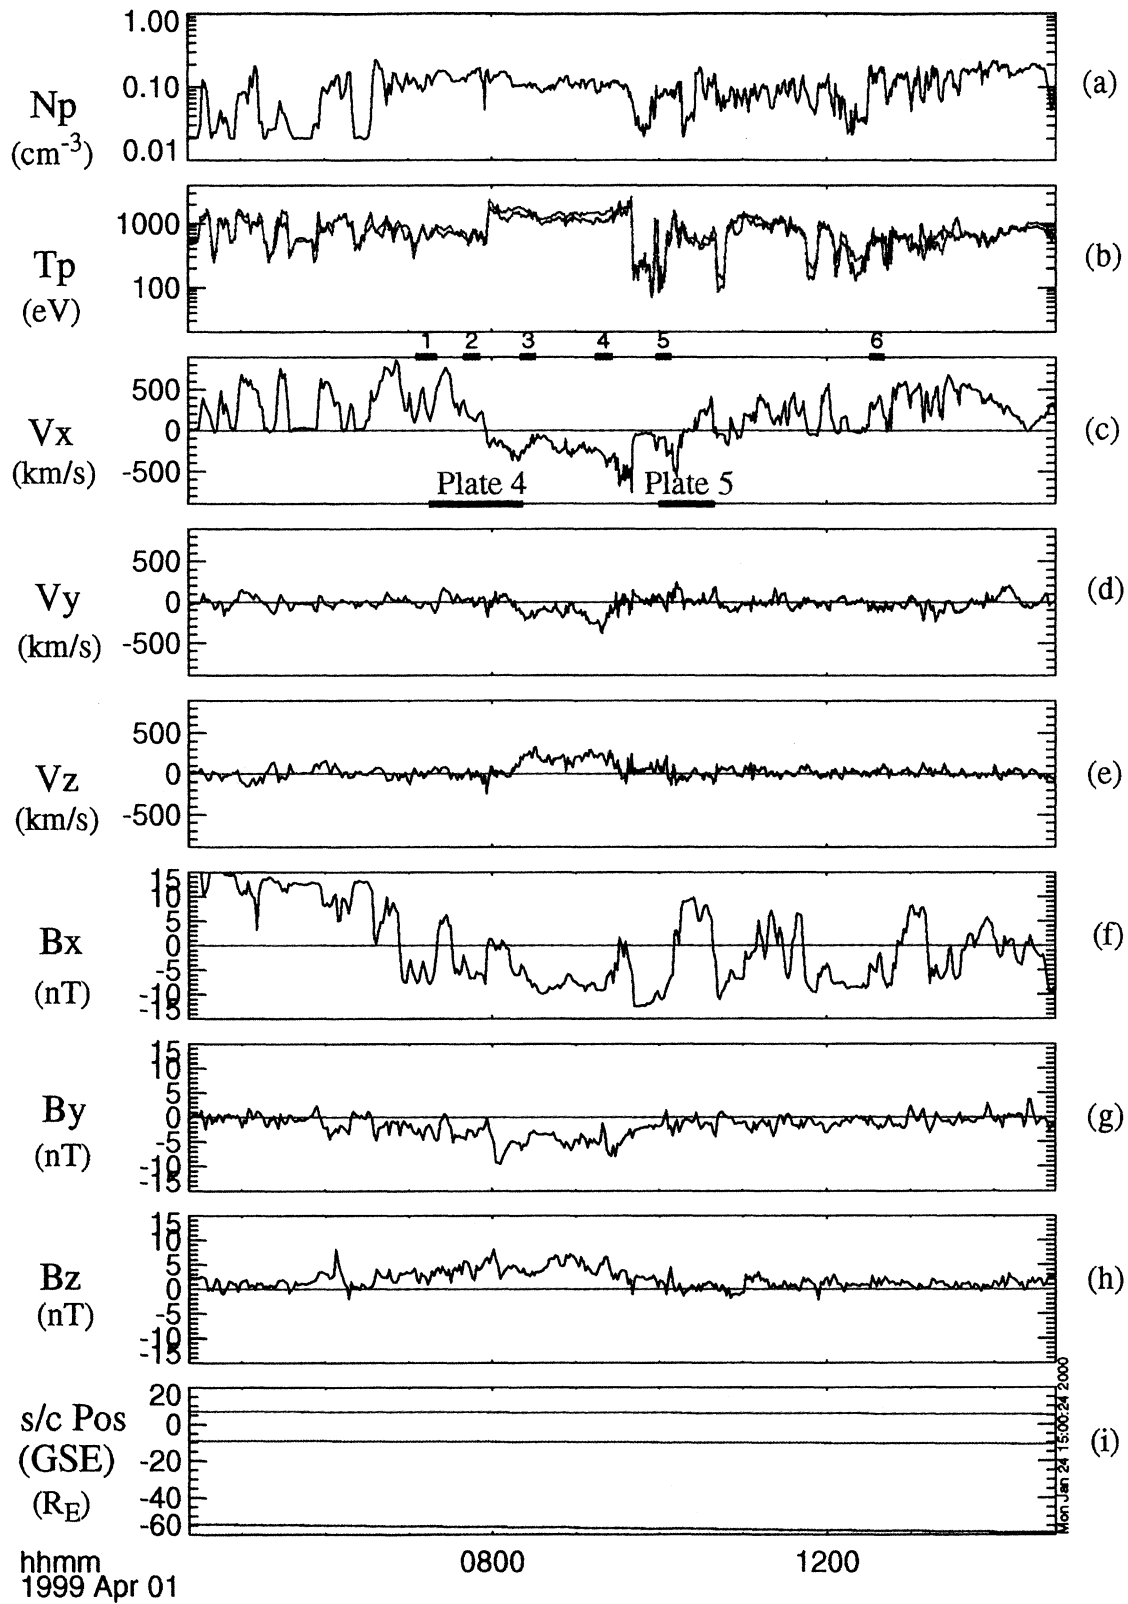 1.00
0.10
0.01
Np
(cm-3)
(a)
1000
100
Tp
(eV)
(b)
1 2 3 4 5 6
500
0
-500
Vx
(km/s)
Plate 4 Plate 5
(c)
500
0
-500
Vy
(km/s)
(d)
500
0
-500
Vz
(km/s)
(e)
15
10
5
0
-5
-10
-15
Bx
(nT)
(f)
15
10
5
0
-5
-10
-15
By
(nT)
(g)
15
10
5
0
-5
-10
-15
Bz
(nT)
(h)
20
0
-20
-40
-60
s/c Pos
(GSE)
(RE)
(i)
Mon Jan 24 15:00:24 2000
hhmm 0800 1200
1999 Apr 01